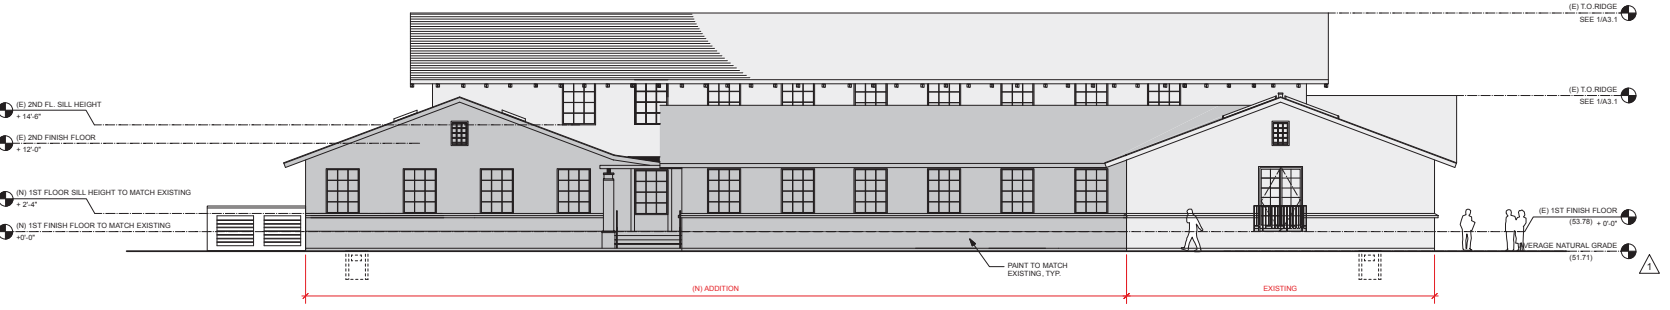 (E) T.O.RIDGE
SEE 1/A3.1
(E) 2ND FL. SILL HEIGHT
+ 14'-6"
(E) T.O.RIDGE
SEE 1/A3.1
(E) 2ND FINISH FLOOR
+ 12'-0"
(N) 1ST FLOOR SILL HEIGHT TO MATCH EXISTING
+ 2'-4"
(N) 1ST FINISH FLOOR TO MATCH EXISTING
+0'-0"
(E) 1ST FINISH FLOOR
(53.78) + 0'-0"
AVERAGE NATURAL GRADE
(51.71)
1
PAINT TO MATCH
EXISTING, TYP.
(N) ADDITION
EXISTING